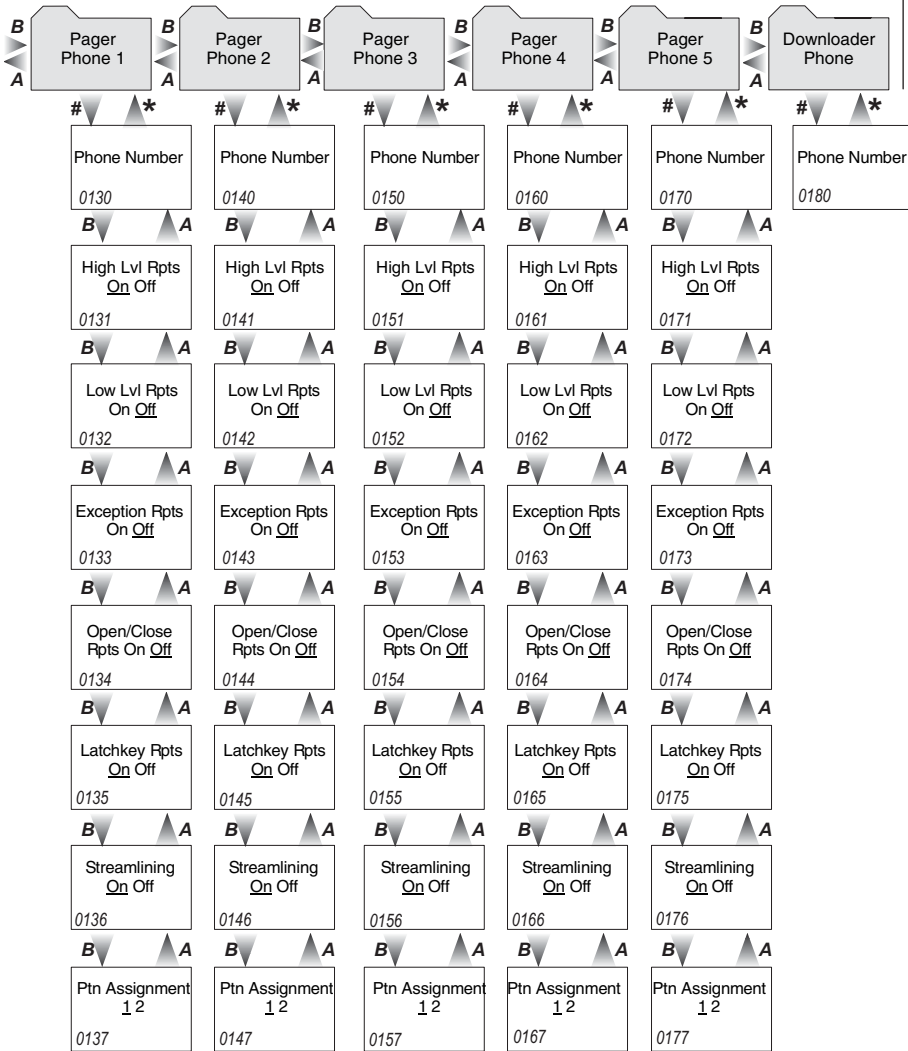 B B B B B B
Pager Pager Pager Pager Pager Downloader
Phone 1 Phone 2 Phone 3 Phone 4 Phone 5 Phone
A A A A A A
# * # * # * # * # * # *
Phone Number Phone Number Phone Number Phone Number Phone Number Phone Number
0130 0140 0150 0160 0170 0180
B A B A B A B A B A
High Lvl Rpts High Lvl Rpts High Lvl Rpts High Lvl Rpts High Lvl Rpts
On Off On Off On Off On Off On Off
0131 0141 0151 0161 0171
B A B A B A B A B A
Low Lvl Rpts Low Lvl Rpts Low Lvl Rpts Low Lvl Rpts Low Lvl Rpts
On Off On Off On Off On Off On Off
0132 0142 0152 0162 0172
B A B A B A B A B A
Exception Rpts Exception Rpts Exception Rpts Exception Rpts Exception Rpts
On Off On Off On Off On Off On Off
0133 0143 0153 0163 0173
B A B A B A B A B A
Open/Close Open/Close Open/Close Open/Close Open/Close
Rpts On Off Rpts On Off Rpts On Off Rpts On Off Rpts On Off
0134 0144 0154 0164 0174
B A B A B A B A B A
Latchkey Rpts Latchkey Rpts Latchkey Rpts Latchkey Rpts Latchkey Rpts
On Off On Off On Off On Off On Off
0135 0145 0155 0165 0175
B A B A B A B A B A
Streamlining Streamlining Streamlining Streamlining Streamlining
On Off On Off On Off On Off On Off
0136 0146 0156 0166 0176
B A B A B A B A B A
Ptn Assignment Ptn Assignment Ptn Assignment Ptn Assignment Ptn Assignment
1 2 1 2 1 2 1 2 1 2
0137 0147 0157 0167 0177